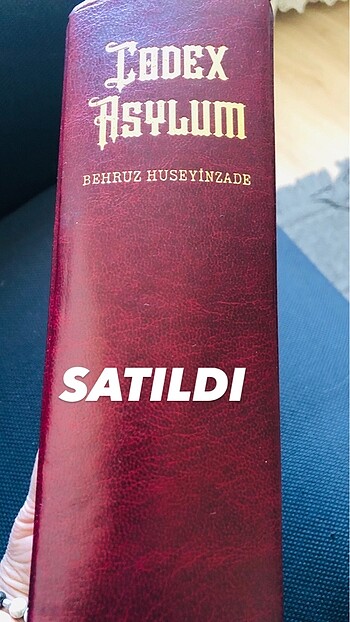 CODEX
ASYLUM
BEHRUZ HUSEYİNZADE
SATILDI